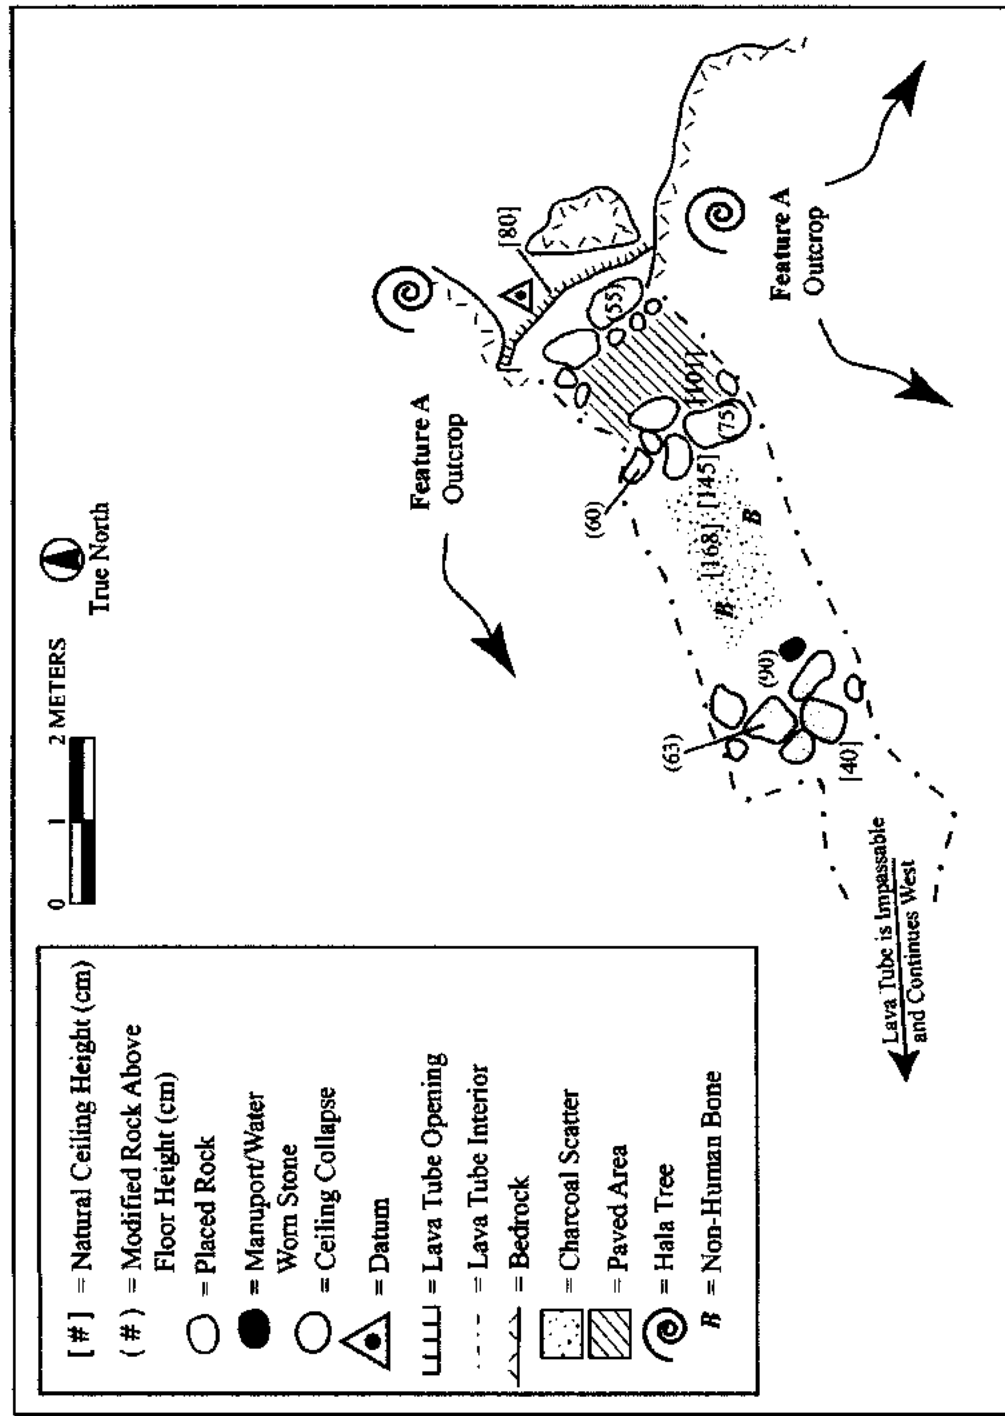 [#] = Natural Ceiling Height (cm)
(#) = Modified Rock Above
Floor Height (cm)
= Placed Rock
= Manuport/Water
Worn Stone
= Ceiling Collapse
= Datum
= Lava Tube Opening
= Lava Tube Interior
= Bedrock
= Charcoal Scatter
= Paved Area
= Hala Tree
B = Non-Human Bone
0 1 2 METERS
True North
Feature A
Outcrop
[80]
(55)
[101]
(60)
(75)
[145]
[168]
B
B
(90)
(63)
[40]
Feature A
Outcrop
Lava Tube is Impassable
and Continues West